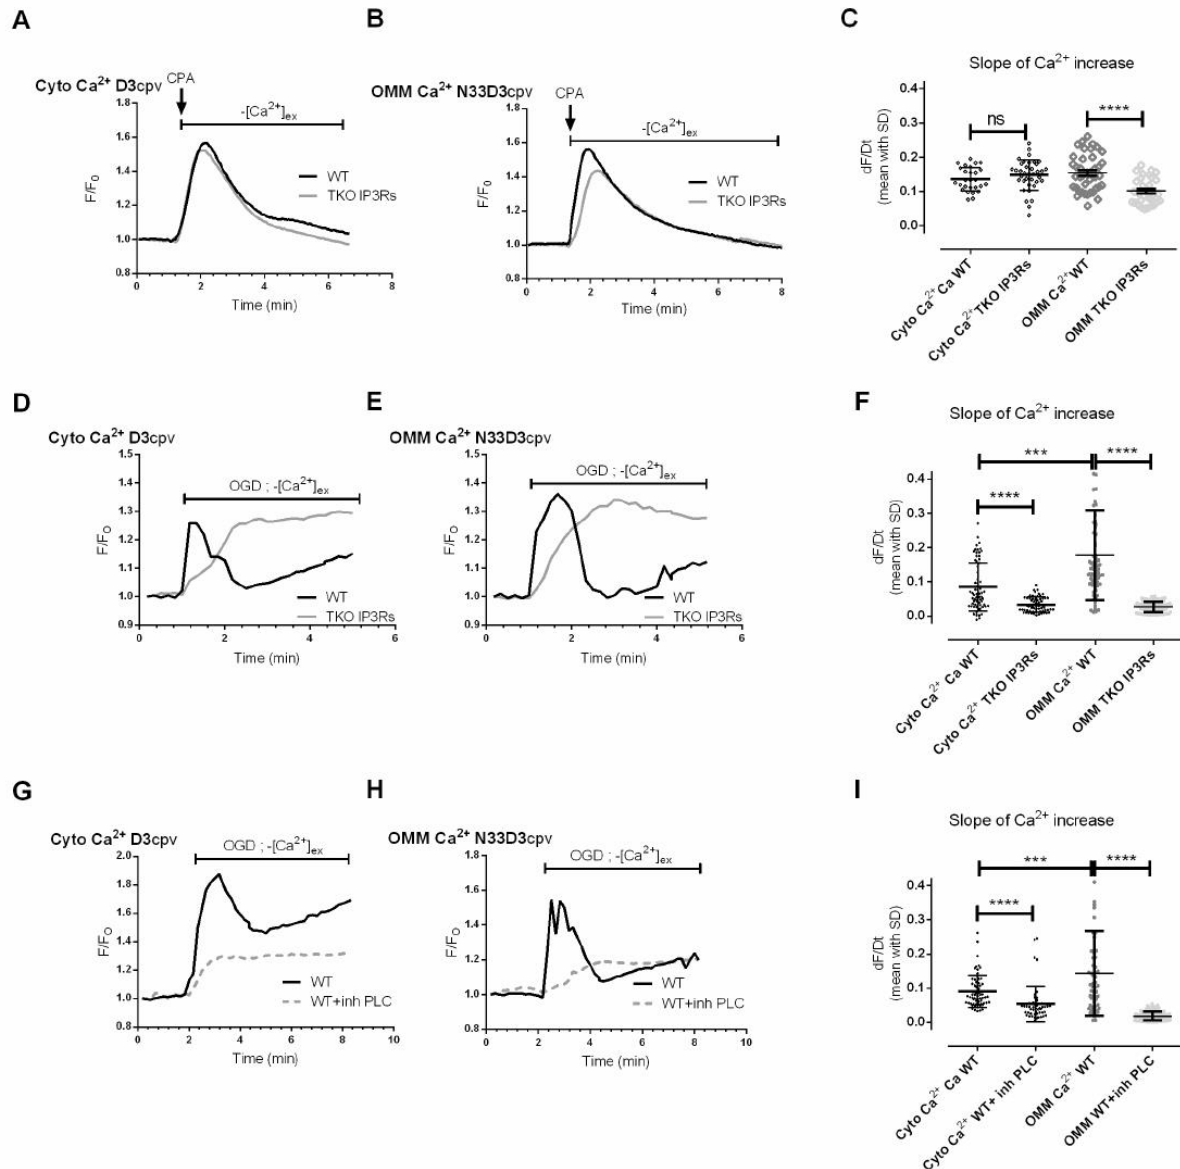 A
Cyto Ca²⁺ D3cpv
CPA
-[Ca²⁺]ex
1.8
1.6
1.4
1.2
1.0
0.8
F/F0
WT
TKO IP3Rs
0 2 4 6 8
Time (min)
B
OMM Ca²⁺ N33D3cpv
CPA
-[Ca²⁺]ex
1.8
1.6
1.4
1.2
1.0
0.8
F/F0
WT
TKO IP3Rs
0 2 4 6 8
Time (min)
C
Slope of Ca²⁺ increase
ns
****
dF/Dt
(mean with SD)
0.4
0.3
0.2
0.1
0.0
Cyto Ca²⁺ Ca WT
Cyto Ca²⁺TKO IP3Rs
OMM Ca²⁺WT
OMM TKO IP3Rs
D
Cyto Ca²⁺ D3cpv
OGD ; -[Ca²⁺]ex
1.5
1.4
1.3
1.2
1.1
1.0
0.9
F/FO
WT
TKO IP3Rs
0 2 4 6
Time (min)
E
OMM Ca²⁺ N33D3cpv
OGD ; -[Ca²⁺]ex
1.5
1.4
1.3
1.2
1.1
1.0
0.9
F/FO
WT
TKO IP3Rs
0 2 4 6
Time (min)
F
Slope of Ca²⁺ increase
***
****
****
dF/Dt
(mean with SD)
0.4
0.3
0.2
0.1
0.0
Cyto Ca²⁺ Ca WT
Cyto Ca²⁺ TKO IP3Rs
OMM Ca²⁺ WT
OMM TKO IP3Rs
G
Cyto Ca²⁺ D3cpv
OGD ; -[Ca²⁺]ex
2.0
1.8
1.6
1.4
1.2
1.0
0.8
F/FO
WT
WT+inh PLC
0 2 4 6 8 10
Time (min)
H
OMM Ca²⁺ N33D3cpv
OGD ; -[Ca²⁺]ex
1.8
1.6
1.4
1.2
1.0
0.8
F/FO
WT
WT+inh PLC
0 2 4 6 8 10
Time (min)
I
Slope of Ca²⁺ increase
***
****
****
dF/Dt
(mean with SD)
0.4
0.3
0.2
0.1
0.0
Cyto Ca²⁺ Ca WT
Cyto Ca²⁺ WT+ inh PLC
OMM Ca²⁺ WT
OMM WT+inh PLC